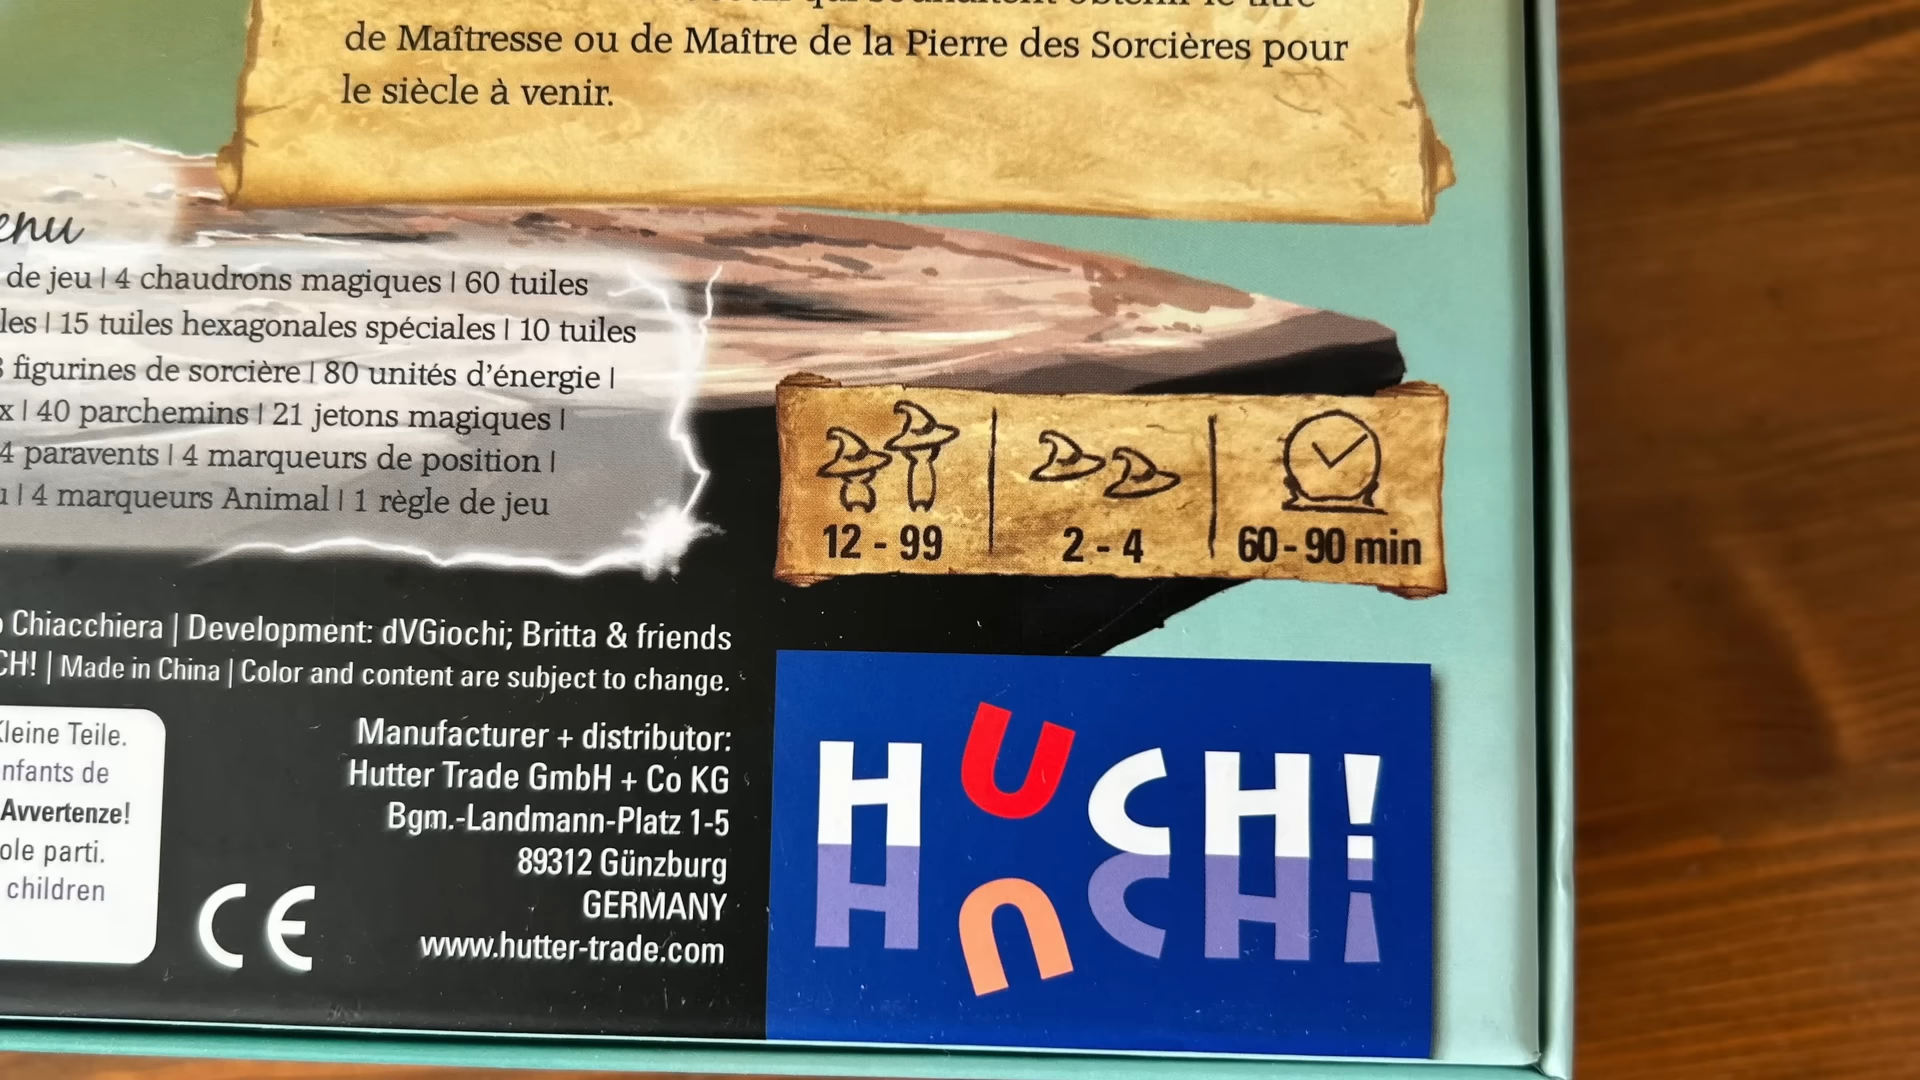 de Maîtresse ou de Maître de la Pierre des Sorcières pour
le siècle à venir.
de jeu | 4 chaudrons magiques | 60 tuiles
15 tuiles hexagonales spéciales | 10 tuiles
figurines de sorcière | 80 unités d'énergie |
| 40 parchemins | 21 jetons magiques |
4 paravents | 4 marqueurs de position |
| 4 marqueurs Animal | 1 règle de jeu
12 - 99
2 - 4
60 - 90 min
Chiacchiera | Development: dVGiochi; Britta & friends
| Made in China | Color and content are subject to change.
Kleine Teile.
nfants de
Avvertenze!
ole parti.
children
CE
Manufacturer + distributor:
Hutter Trade GmbH + Co KG
Bgm.-Landmann-Platz 1-5
89312 Günzburg
GERMANY
www.hutter-trade.com
HUCH!